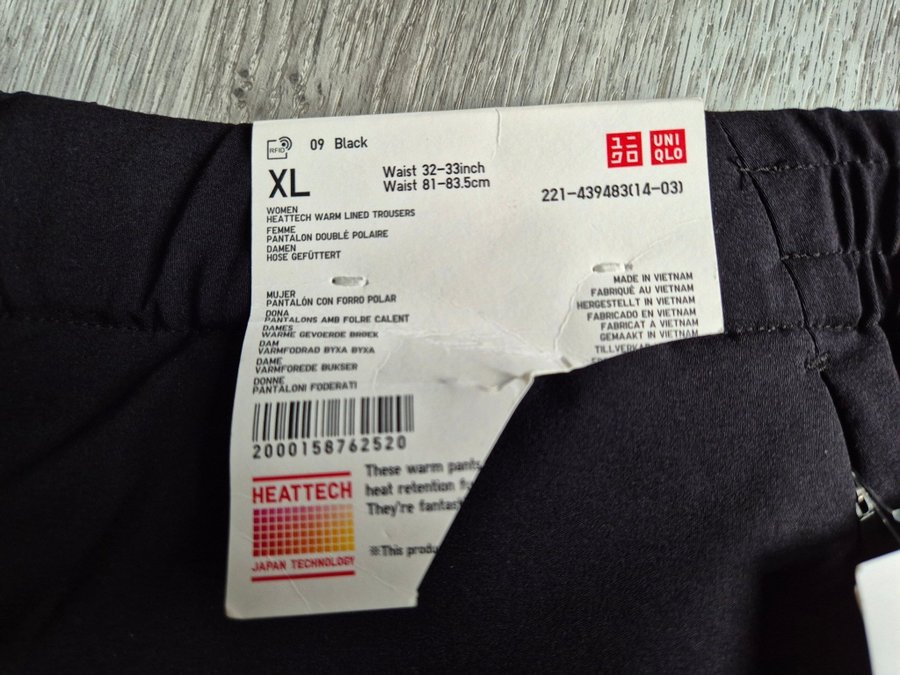 RFID
09 Black
ユニ
クロ
UNI
QLO
XL
Waist 32-33inch
Waist 81-83.5cm
221-439483(14-03)
WOMEN
HEATTECH WARM LINED TROUSERS
FEMME
PANTALON DOUBLÉ POLAIRE
DAMEN
HOSE GEFÜTTERT
MUJER
PANTALÓN CON FORRO POLAR
DONA
PANTALONS AMB FOLRE CALENT
DAMES
WARME GEVOERDE BROEK
DAM
VARMFODRAD BYXA BYXA
DAME
VARMFOREDE BUKSER
DONNE
PANTALONI FODERATI
MADE IN VIETNAM
FABRIQUÉ AU VIETNAM
HERGESTELLT IN VIETNAM
FABRICADO EN VIETNAM
FABRICAT A VIETNAM
GEMAAKT IN VIETNAM
2000158762520
HEATTECH
JAPAN TECHNOLOGY
These warm pants
heat retention
They're
※This